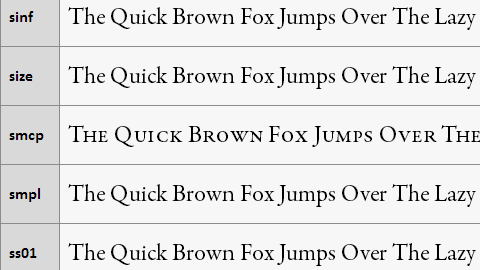 sinf The Quick Brown Fox Jumps Over The Lazy
size The Quick Brown Fox Jumps Over The Lazy
smcp The Quick Brown Fox Jumps Over The
smpl The Quick Brown Fox Jumps Over The Lazy
ss01 The Quick Brown Fox Jumps Over The Lazy